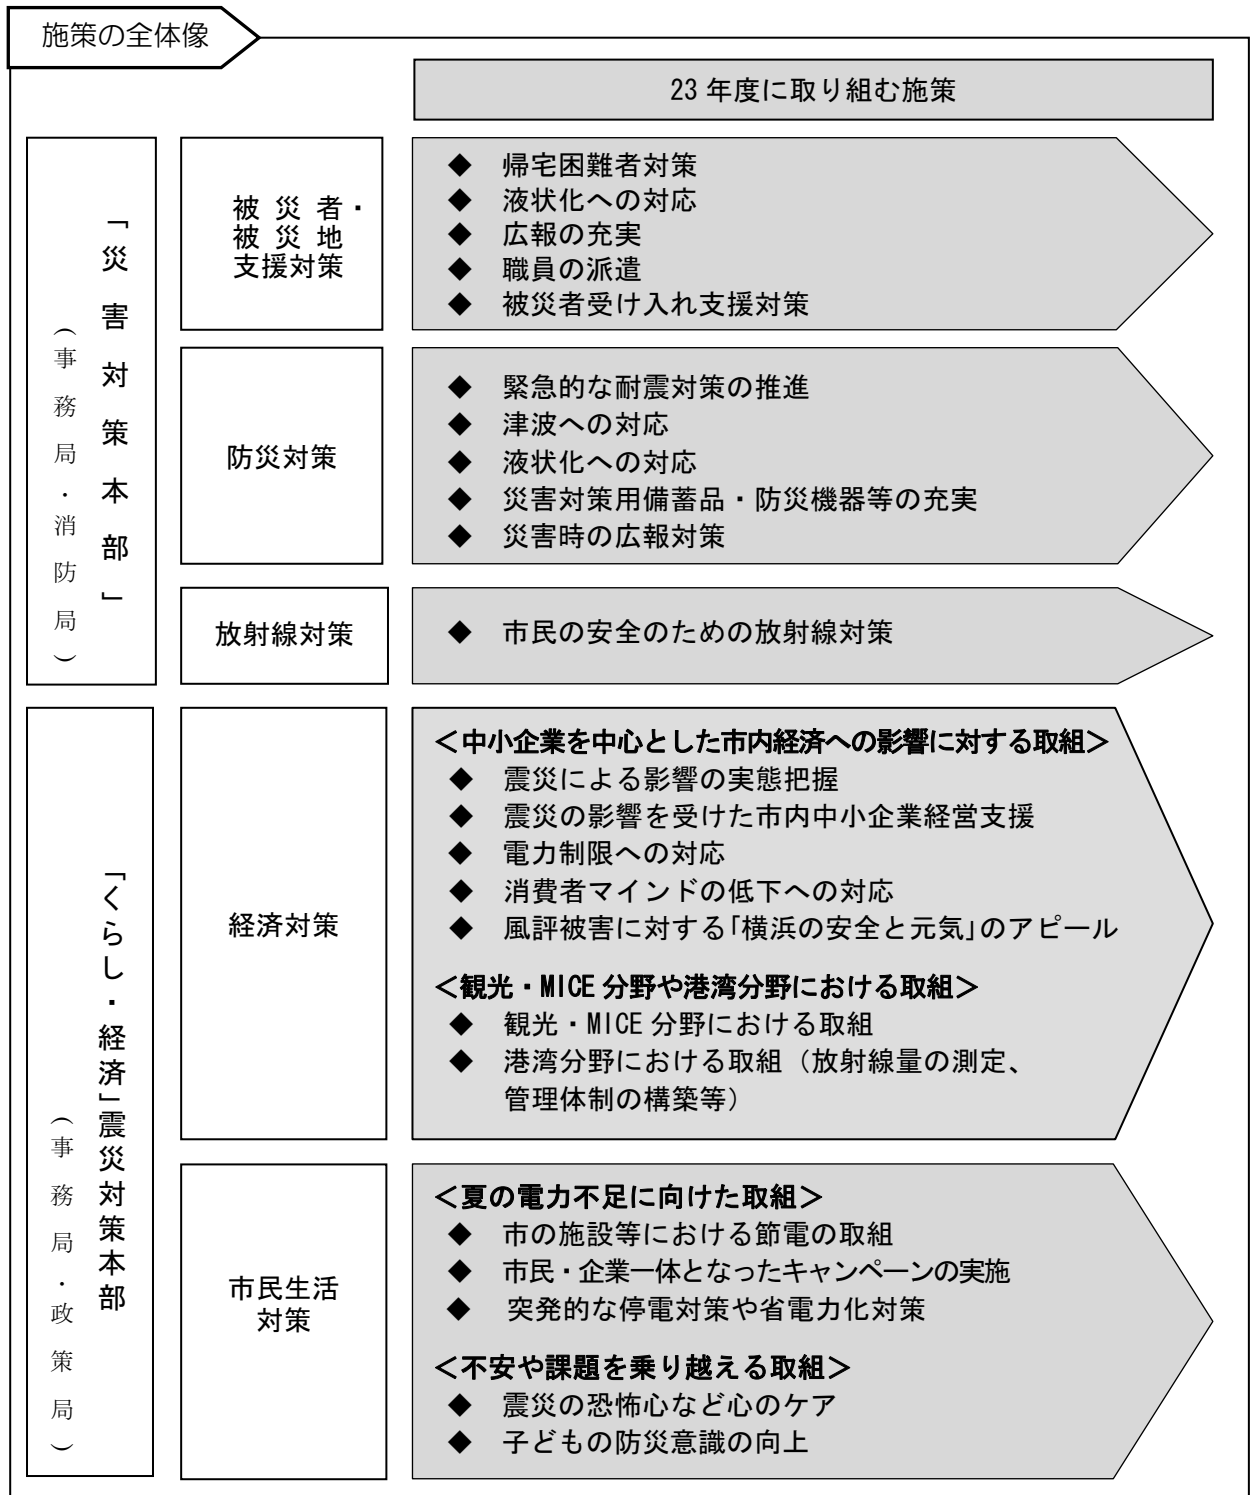 施策の全体像
23 年度に取り組む施策
「災害対策本部」
（事務局・消防局）
被災者・
被災地
支援対策
◆ 帰宅困難者対策
◆ 液状化への対応
◆ 広報の充実
◆ 職員の派遣
◆ 被災者受け入れ支援対策
防災対策
◆ 緊急的な耐震対策の推進
◆ 津波への対応
◆ 液状化への対応
◆ 災害対策用備蓄品・防災機器等の充実
◆ 災害時の広報対策
放射線対策
◆ 市民の安全のための放射線対策
「くらし・経済」震災対策本部
（事務局・政策局）
経済対策
＜中小企業を中心とした市内経済への影響に対する取組＞
◆ 震災による影響の実態把握
◆ 震災の影響を受けた市内中小企業経営支援
◆ 電力制限への対応
◆ 消費者マインドの低下への対応
◆ 風評被害に対する「横浜の安全と元気」のアピール
＜観光・MICE 分野や港湾分野における取組＞
◆ 観光・MICE 分野における取組
◆ 港湾分野における取組（放射線量の測定、
管理体制の構築等）
市民生活
対策
＜夏の電力不足に向けた取組＞
◆ 市の施設等における節電の取組
◆ 市民・企業一体となったキャンペーンの実施
◆ 突発的な停電対策や省電力化対策
＜不安や課題を乗り越える取組＞
◆ 震災の恐怖心など心のケア
◆ 子どもの防災意識の向上